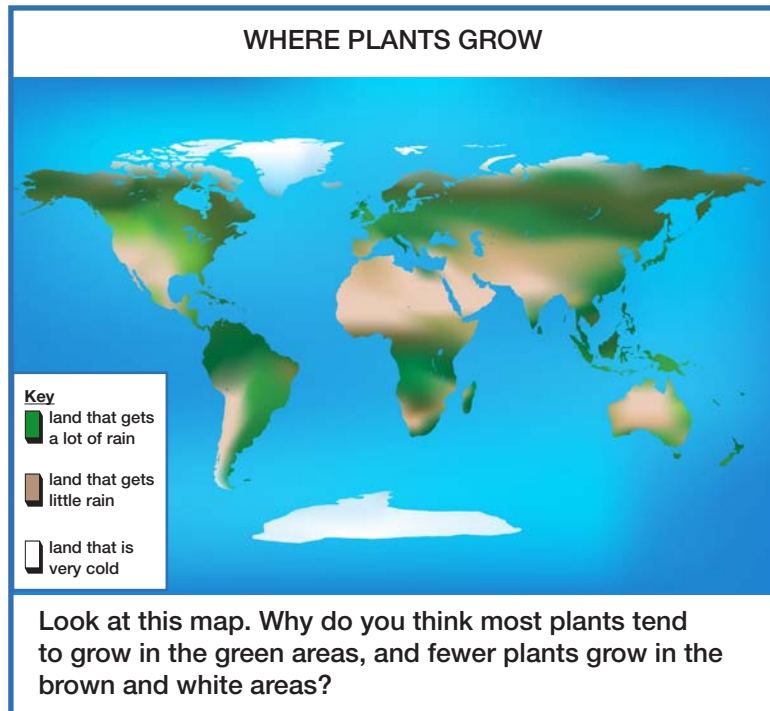 WHERE PLANTS GROW
Key
land that gets
a lot of rain
land that gets
little rain
land that is
very cold
Look at this map. Why do you think most plants tend
to grow in the green areas, and fewer plants grow in the
brown and white areas?